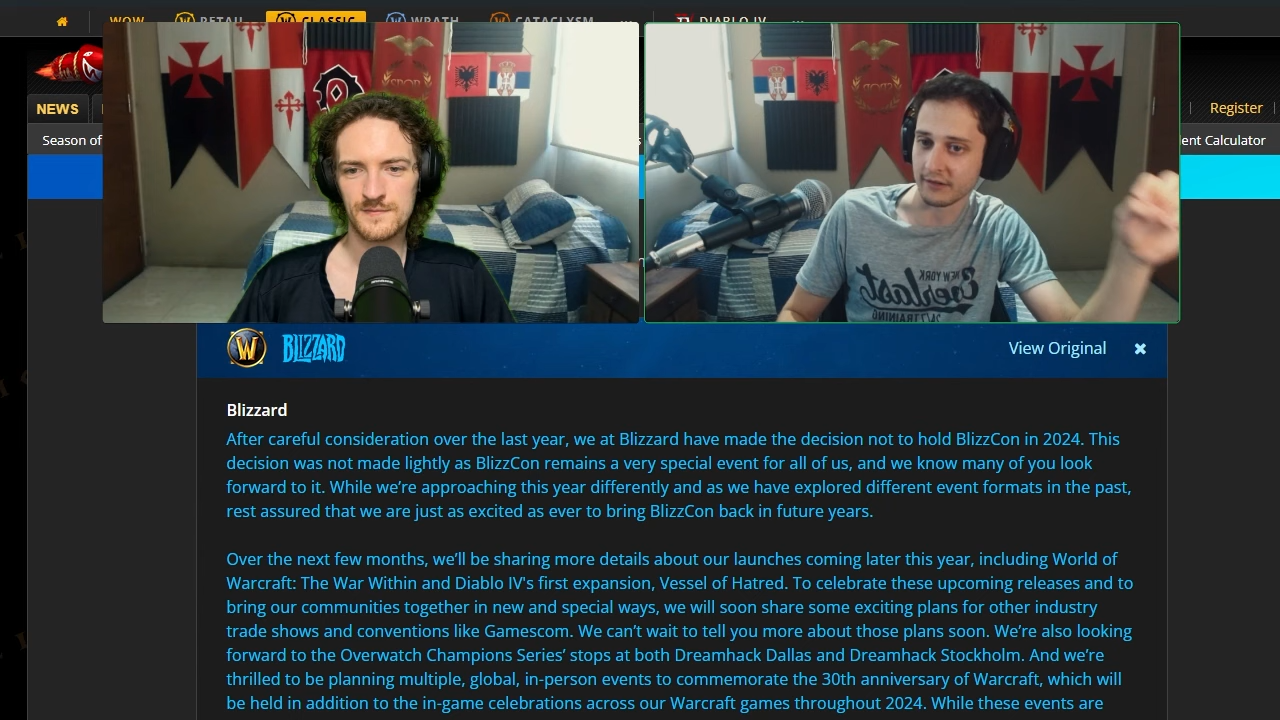 WOW
RETAIL
CLASSIC
WRATH
CATACLYSM
DIABLO IV
NEWS
Register
Season of
ent Calculator
SPQR
SPQR
NEW YORK
Everlast
24/7 TRAINING
BLIZZARD
View Original
Blizzard
After careful consideration over the last year, we at Blizzard have made the decision not to hold BlizzCon in 2024. This
decision was not made lightly as BlizzCon remains a very special event for all of us, and we know many of you look
forward to it. While we’re approaching this year differently and as we have explored different event formats in the past,
rest assured that we are just as excited as ever to bring BlizzCon back in future years.
Over the next few months, we’ll be sharing more details about our launches coming later this year, including World of
Warcraft: The War Within and Diablo IV's first expansion, Vessel of Hatred. To celebrate these upcoming releases and to
bring our communities together in new and special ways, we will soon share some exciting plans for other industry
trade shows and conventions like Gamescom. We can’t wait to tell you more about those plans soon. We’re also looking
forward to the Overwatch Champions Series’ stops at both Dreamhack Dallas and Dreamhack Stockholm. And we’re
thrilled to be planning multiple, global, in-person events to commemorate the 30th anniversary of Warcraft, which will
be held in addition to the in-game celebrations across our Warcraft games throughout 2024. While these events are